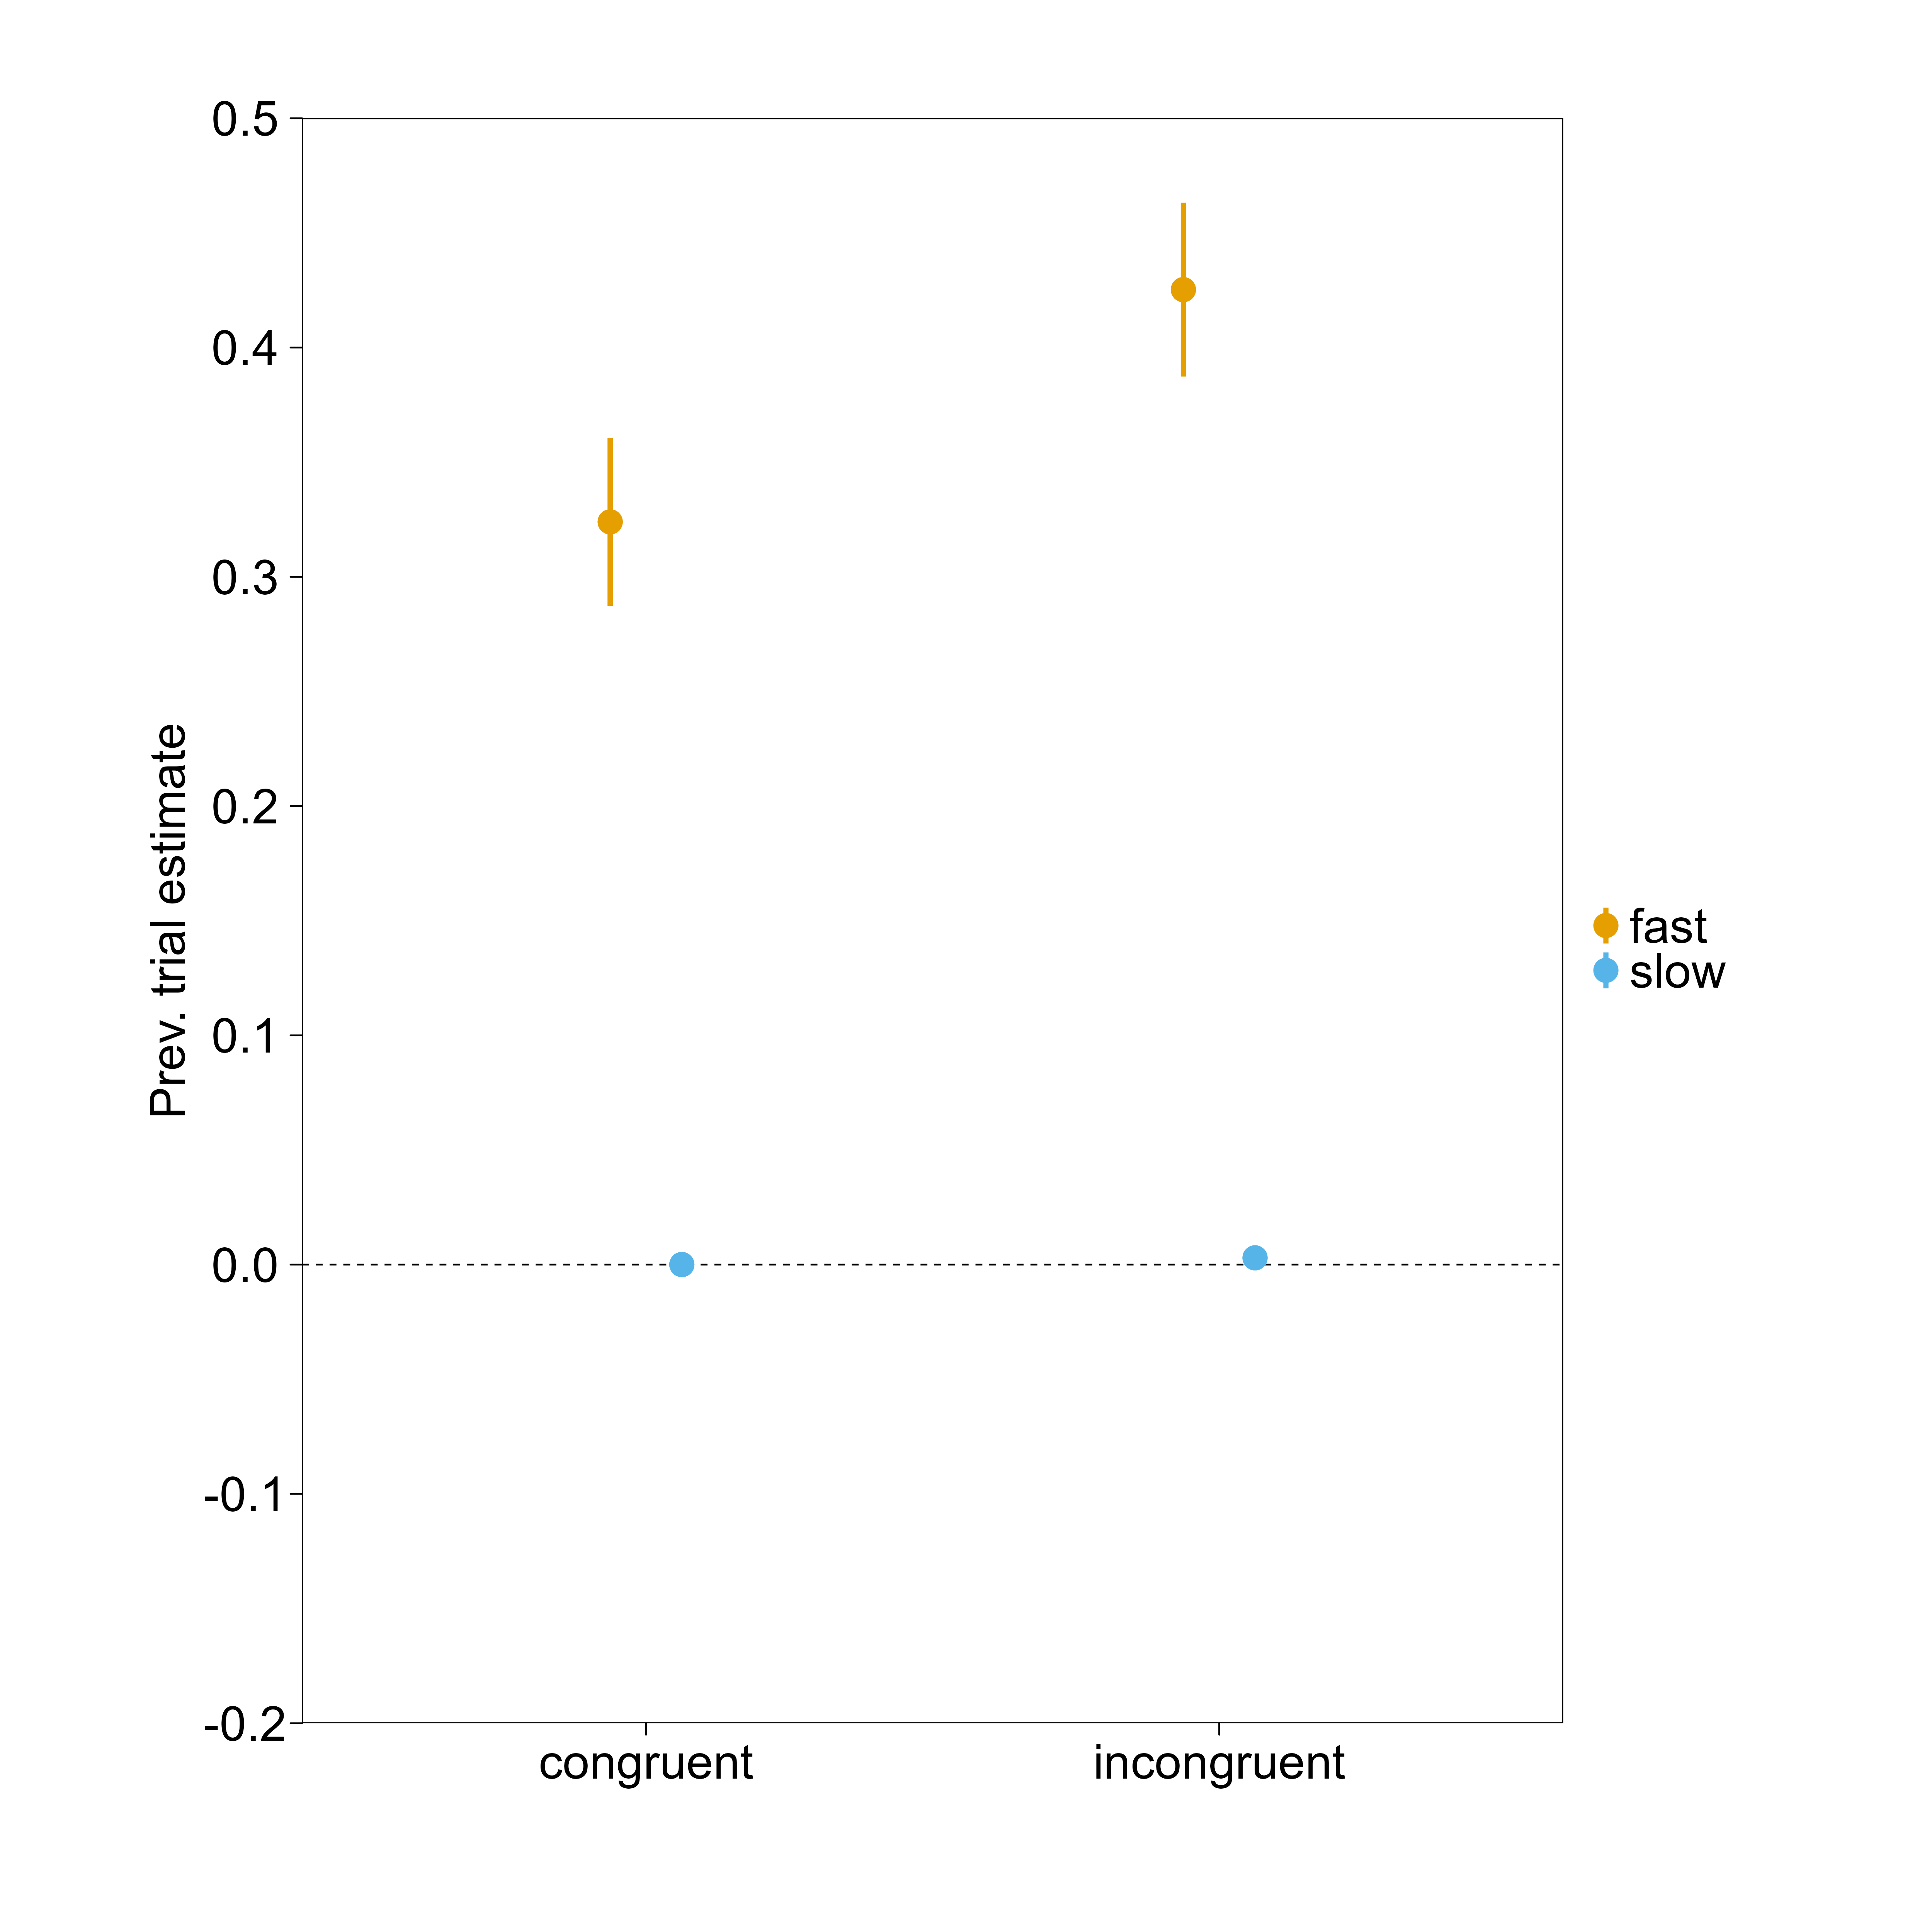 Prev. trial estimate
0.5
0.4
0.3
0.2
0.1
0.0
-0.1
-0.2
congruent
incongruent
fast
slow